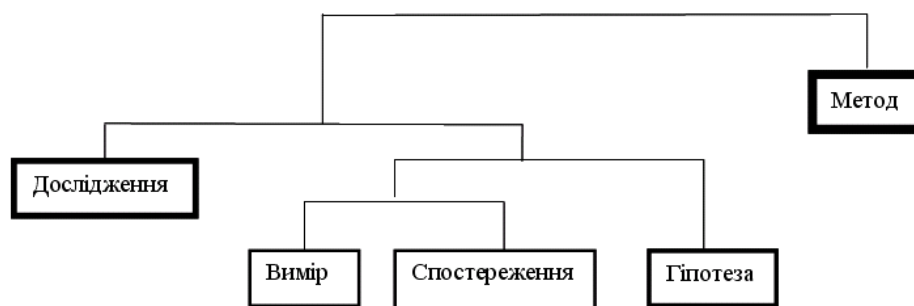 Метод
Дослідження
Вимір
Спостереження
Гіпотеза